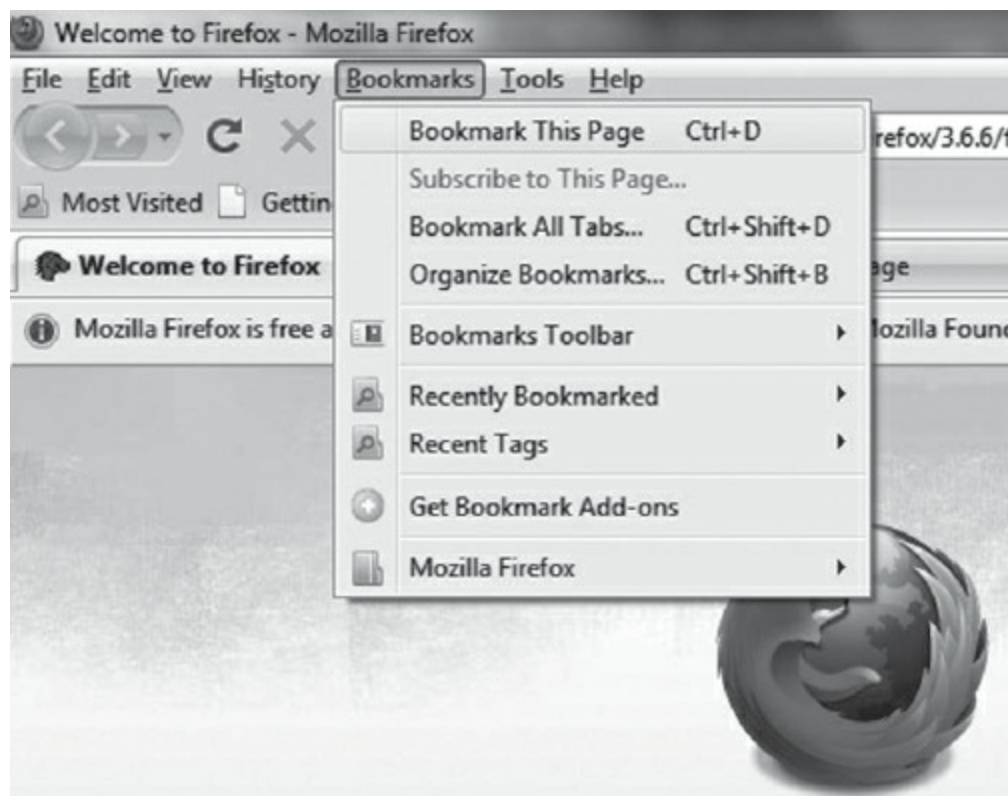 Welcome to Firefox - Mozilla Firefox
File Edit View History Bookmarks Tools Help
Bookmark This Page Ctrl+D
refox/3.6.6/
Subscribe to This Page...
Most Visited Gettin
Bookmark All Tabs... Ctrl+Shift+D
Welcome to Firefox
Organize Bookmarks... Ctrl+Shift+B
age
Mozilla Firefox is free a
Bookmarks Toolbar
lozilla Found
Recently Bookmarked
Recent Tags
Get Bookmark Add-ons
Mozilla Firefox